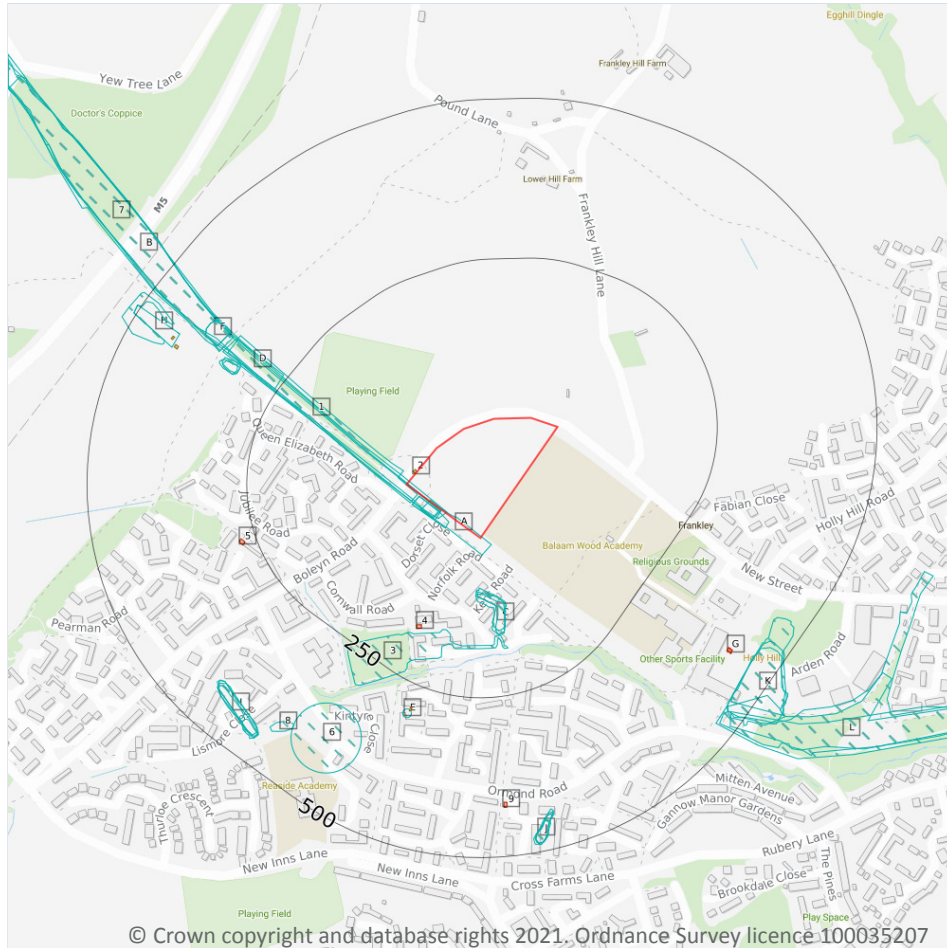 Egghill Dingle
Frankley Hill Farm
Yew Tree Lane
Doctor's Coppice
Pound Lane
Lower Hill Farm
M5
7
B
Frankley Hill Lane
H
F
D
1
Playing Field
Queen Elizabeth Road
2
A
Jubilee Road
5
Dorset Close
Boleyn Road
Norfolk Road
Balaam Wood Academy
Fabian Close
Holly Hill Road
Frankley
Religious Grounds
New Street
Kent Road
Cornwall Road
Pearman Road
4
3
250
G
Other Sports Facility
Holly Hill
Arden Road
K
E
8
Kintyre Close
6
L
Reaside Academy
Thurloe Crescent
500
Ormond Road
9
Mitten Avenue
Gannow Manor Gardens
New Inns Lane
New Inns Lane
Cross Farms Lane
Rubery Lane
Brookdale Close
The Pines
Playing Field
Play Space
© Crown copyright and database rights 2021. Ordnance Survey licence 100035207